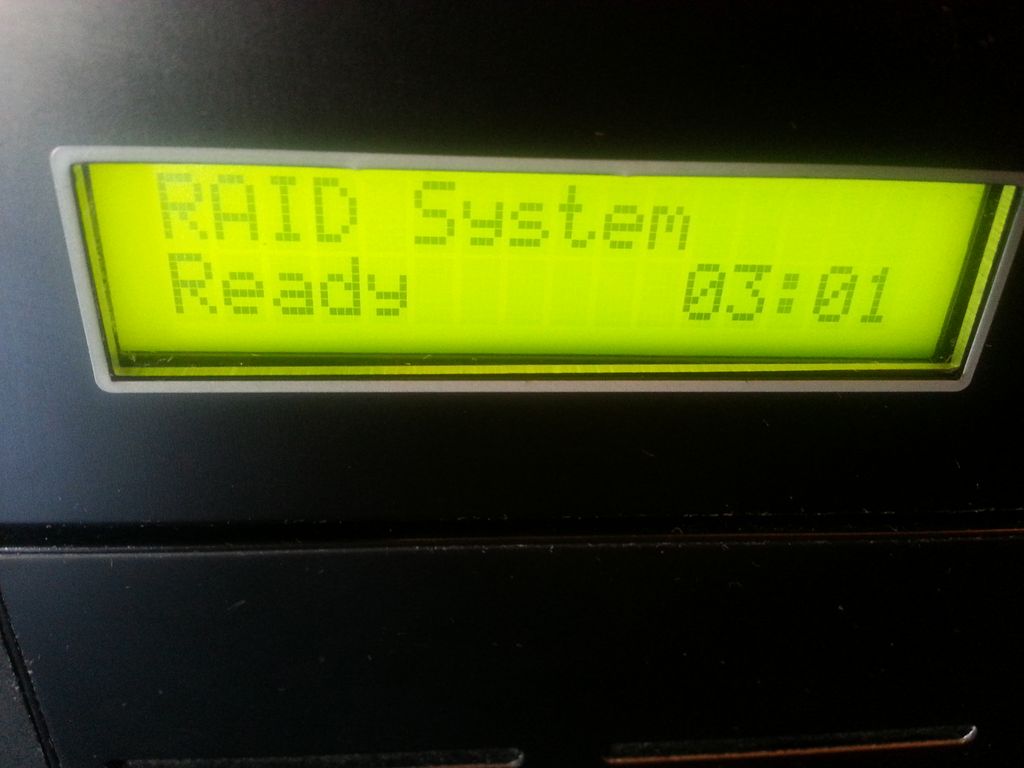 RAID System
Ready 03:01